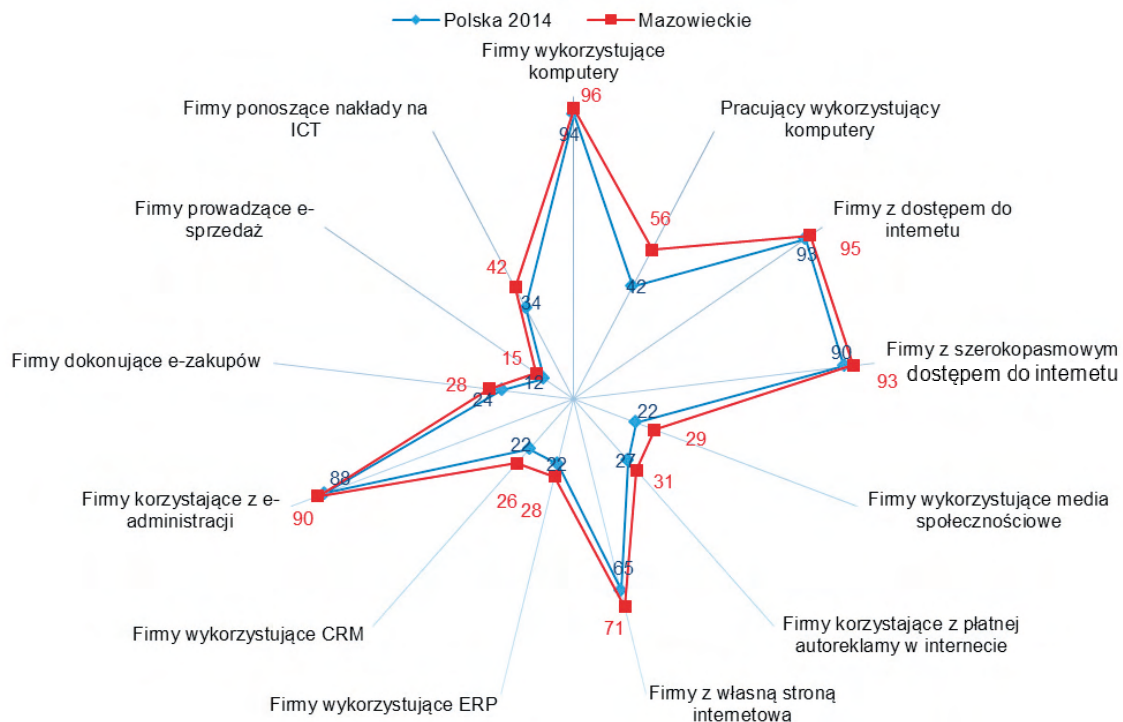 Polska 2014
Mazowieckie
Firmy wykorzystujące
komputery
96
94
Pracujący wykorzystujący
komputery
56
42
Firmy z dostępem do
internetu
95
93
Firmy z szerokopasmowym
dostępem do internetu
93
90
Firmy wykorzystujące media
społecznościowe
29
22
Firmy korzystające z płatnej
autoreklamy w internecie
31
27
Firmy z własną stroną
internetowa
71
65
Firmy wykorzystujące ERP
28
22
Firmy wykorzystujące CRM
26
22
Firmy korzystające z e-
administracji
90
88
Firmy dokonujące e-zakupów
28
24
Firmy prowadzące e-
sprzedaż
15
12
Firmy ponoszące nakłady na
ICT
42
34